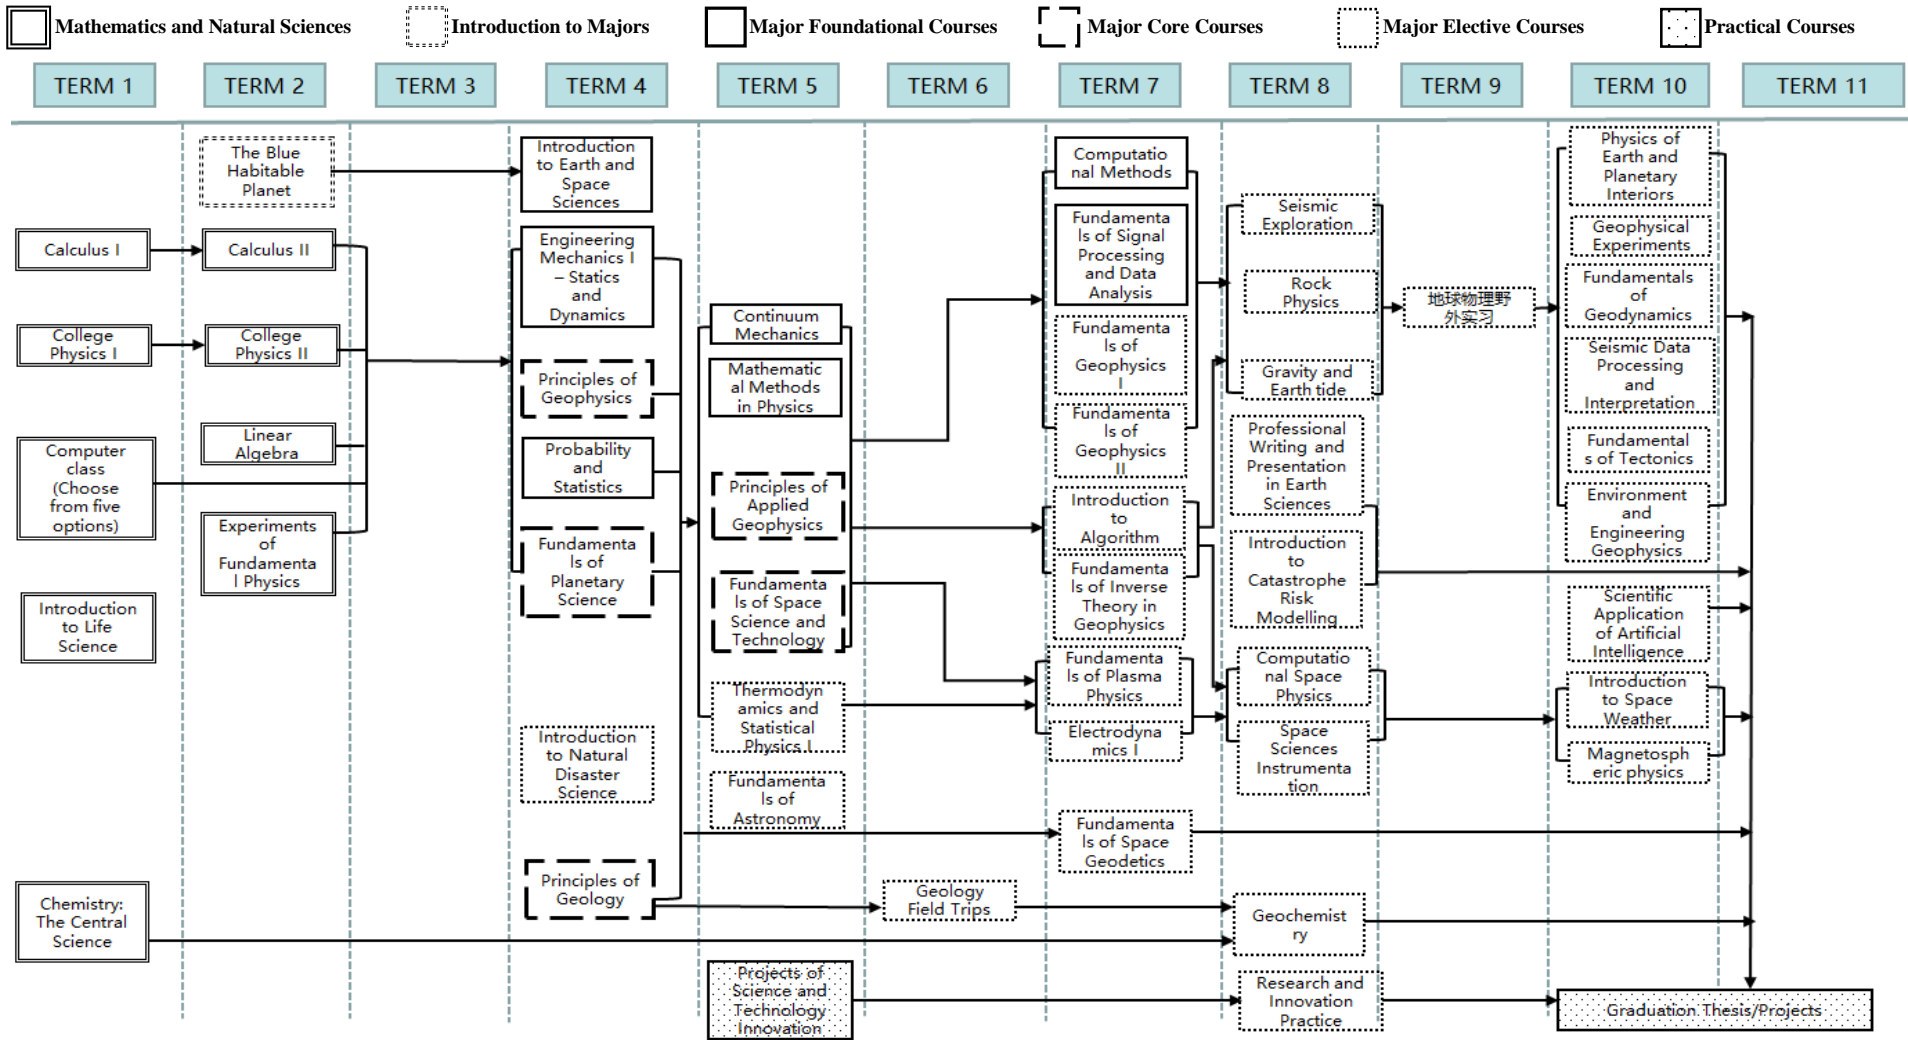 Mathematics and Natural Sciences
Introduction to Majors
Major Foundational Courses
Major Core Courses
Major Elective Courses
Practical Courses
TERM 1
TERM 2
TERM 3
TERM 4
TERM 5
TERM 6
TERM 7
TERM 8
TERM 9
TERM 10
TERM 11
Calculus I
College
Physics I
Computer
class
(Choose
from five
options)
Introduction
to Life
Science
Chemistry:
The Central
Science
The Blue
Habitable
Planet
Calculus II
College
Physics II
Linear
Algebra
Experiments
of
Fundamenta
l Physics
Introduction
to Earth and
Space
Sciences
Engineering
Mechanics I
– Statics
and
Dynamics
Principles of
Geophysics
Probability
and
Statistics
Fundamenta
ls of
Planetary
Science
Introduction
to Natural
Disaster
Science
Principles of
Geology
Continuum
Mechanics
Mathematic
al Methods
in Physics
Principles of
Applied
Geophysics
Fundamenta
ls of Space
Science and
Technology
Thermodyn
amics and
Statistical
Physics I
Fundamenta
ls of
Astronomy
Projects of
Science and
Technology
Innovation
Geology
Field Trips
Computatio
nal Methods
Fundamenta
ls of Signal
Processing
and Data
Analysis
Fundamenta
ls of
Geophysics
I
Fundamenta
ls of
Geophysics
II
Introduction
to
Algorithm
Fundamenta
ls of Inverse
Theory in
Geophysics
Fundamenta
ls of Plasma
Physics
Electrodyna
mics I
Fundamenta
ls of Space
Geodetics
Seismic
Exploration
Rock
Physics
Gravity and
Earth tide
Professional
Writing and
Presentation
in Earth
Sciences
Introduction
to
Catastrophe
Risk
Modelling
Computatio
nal Space
Physics
Space
Sciences
Instrumenta
tion
Geochemist
ry
Research and
Innovation
Practice
地球物理野
外实习
Physics of
Earth and
Planetary
Interiors
Geophysical
Experiments
Fundamentals
of
Geodynamics
Seismic Data
Processing
and
Interpretation
Fundamental
s of Tectonics
Environment
and
Engineering
Geophysics
Scientific
Application
of Artificial
Intelligence
Introduction
to Space
Weather
Magnetosph
eric physics
Graduation Thesis/Projects